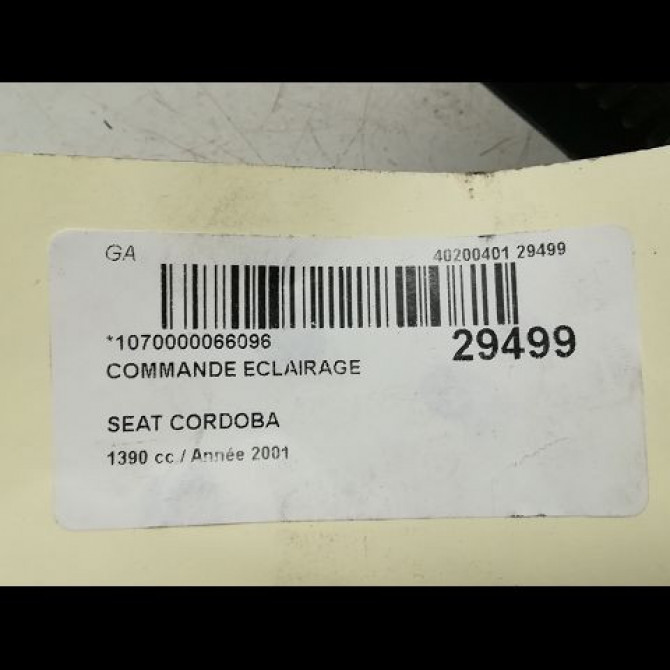 GA 40200401 29499
*1070000066096 29499
COMMANDE ECLAIRAGE
SEAT CORDOBA
1390 cc / Année 2001